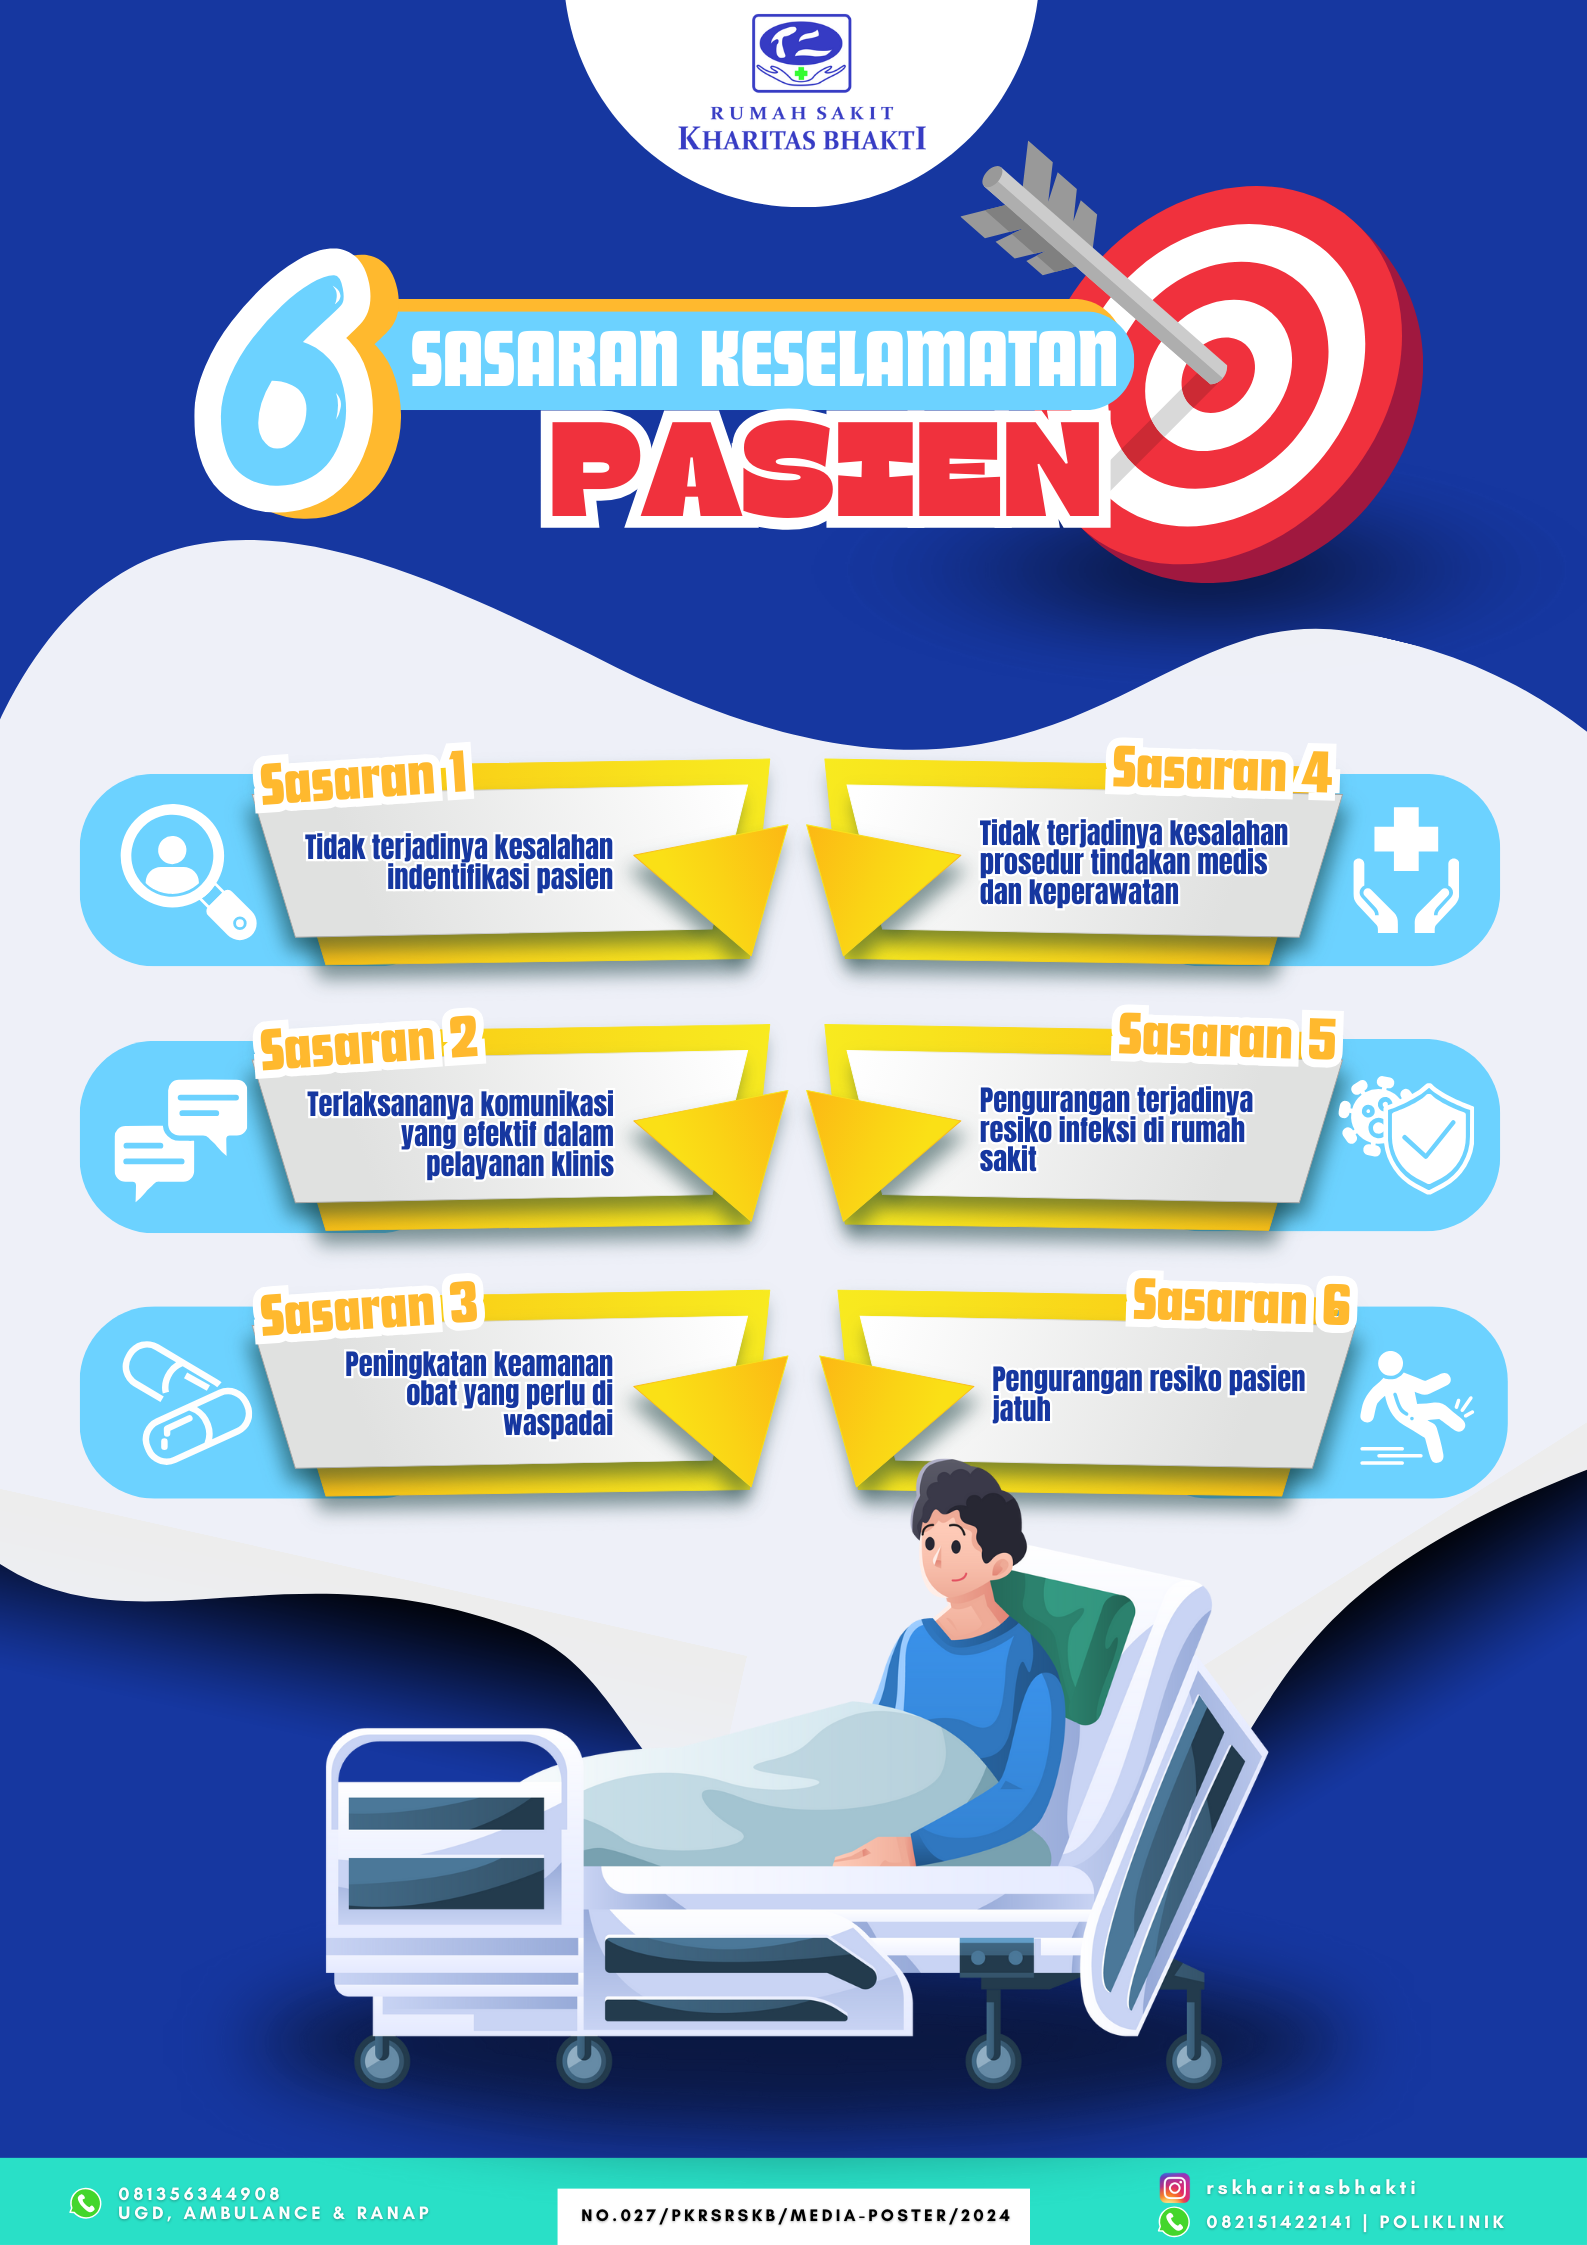 RUMAH SAKIT
KHARITAS BHAKTI
6
SASARAN KESELAMATAN
PASIEN
Sasaran 1
Tidak terjadinya kesalahan
indentifikasi pasien
Sasaran 2
Terlaksananya komunikasi
yang efektif dalam
pelayanan klinis
Sasaran 3
Peningkatan keamanan
obat yang perlu di
waspadai
Sasaran 4
Tidak terjadinya kesalahan
prosedur tindakan medis
dan keperawatan
Sasaran 5
Pengurangan terjadinya
resiko infeksi di rumah
sakit
Sasaran 6
Pengurangan resiko pasien
jatuh
081356344908
UGD, AMBULANCE & RANAP
NO.027/PKRSRSKB/MEDIA-POSTER/2024
rskharitasbhakti
082151422141 | POLIKLINIK